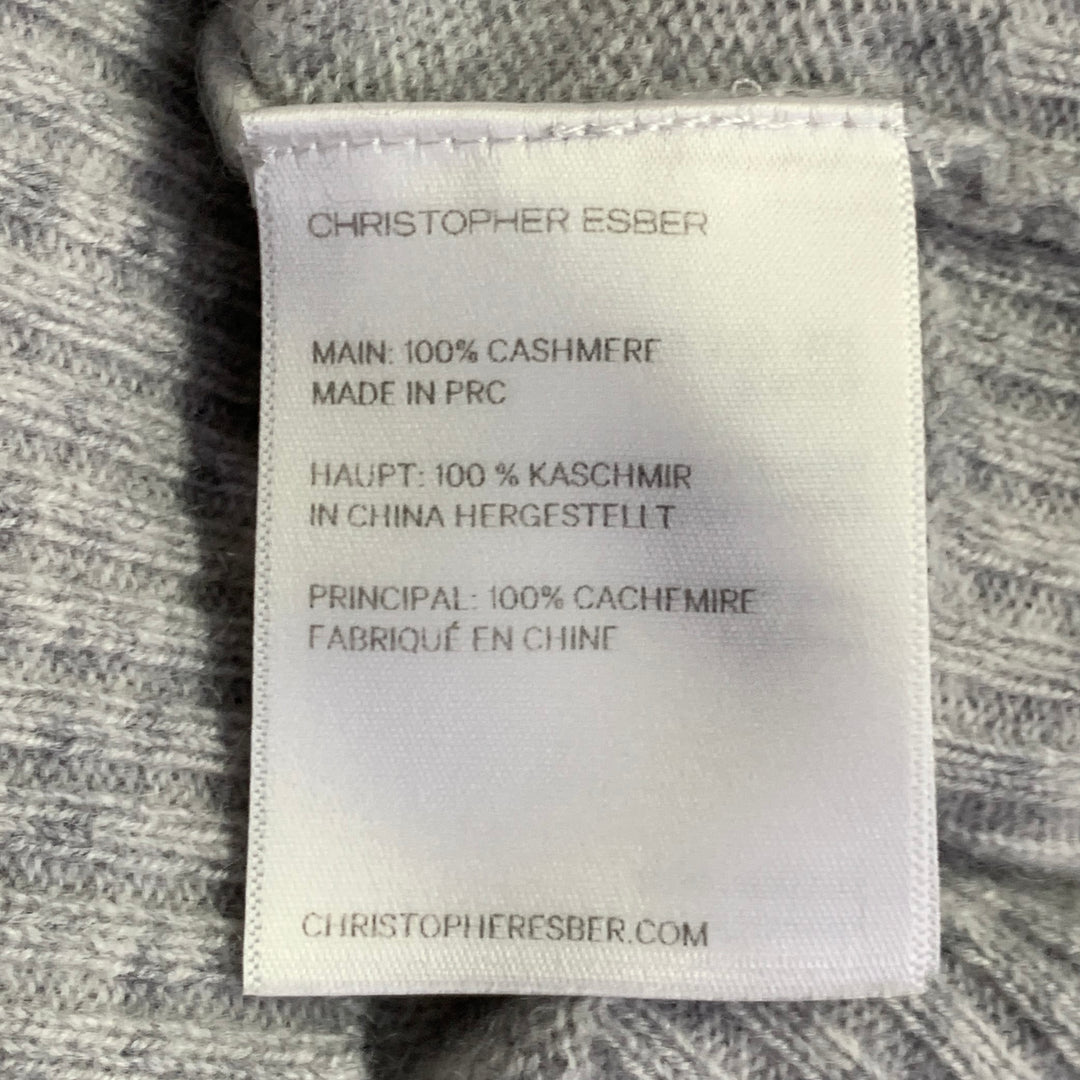 CHRISTOPHER ESBER
MAIN: 100% CASHMERE
MADE IN PRC
HAUPT: 100 % KASCHMIR
IN CHINA HERGESTELLT
PRINCIPAL: 100% CACHEMIRE
FABRIQUÉ EN CHINE
CHRISTOPHERESBER.COM